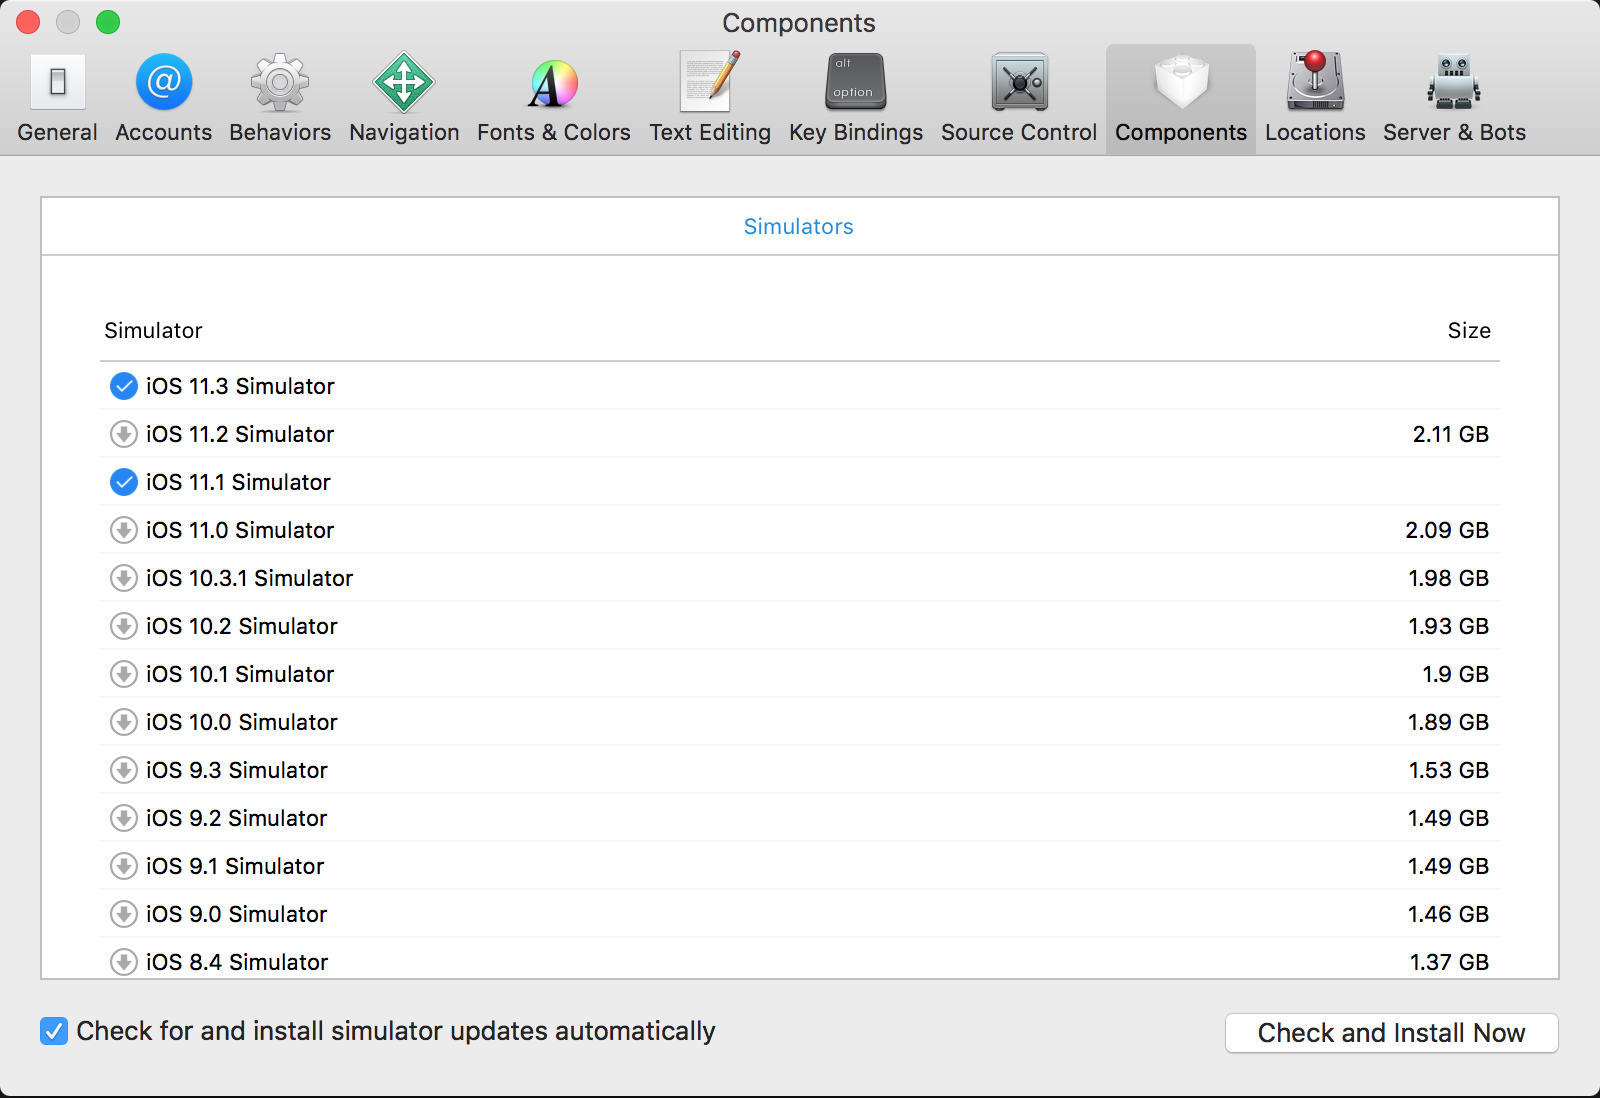 Components
General Accounts Behaviors Navigation Fonts & Colors Text Editing alt option Key Bindings Source Control Components Locations Server & Bots
Simulators
Simulator Size
iOS 11.3 Simulator
iOS 11.2 Simulator 2.11 GB
iOS 11.1 Simulator
iOS 11.0 Simulator 2.09 GB
iOS 10.3.1 Simulator 1.98 GB
iOS 10.2 Simulator 1.93 GB
iOS 10.1 Simulator 1.9 GB
iOS 10.0 Simulator 1.89 GB
iOS 9.3 Simulator 1.53 GB
iOS 9.2 Simulator 1.49 GB
iOS 9.1 Simulator 1.49 GB
iOS 9.0 Simulator 1.46 GB
iOS 8.4 Simulator 1.37 GB
Check for and install simulator updates automatically Check and Install Now